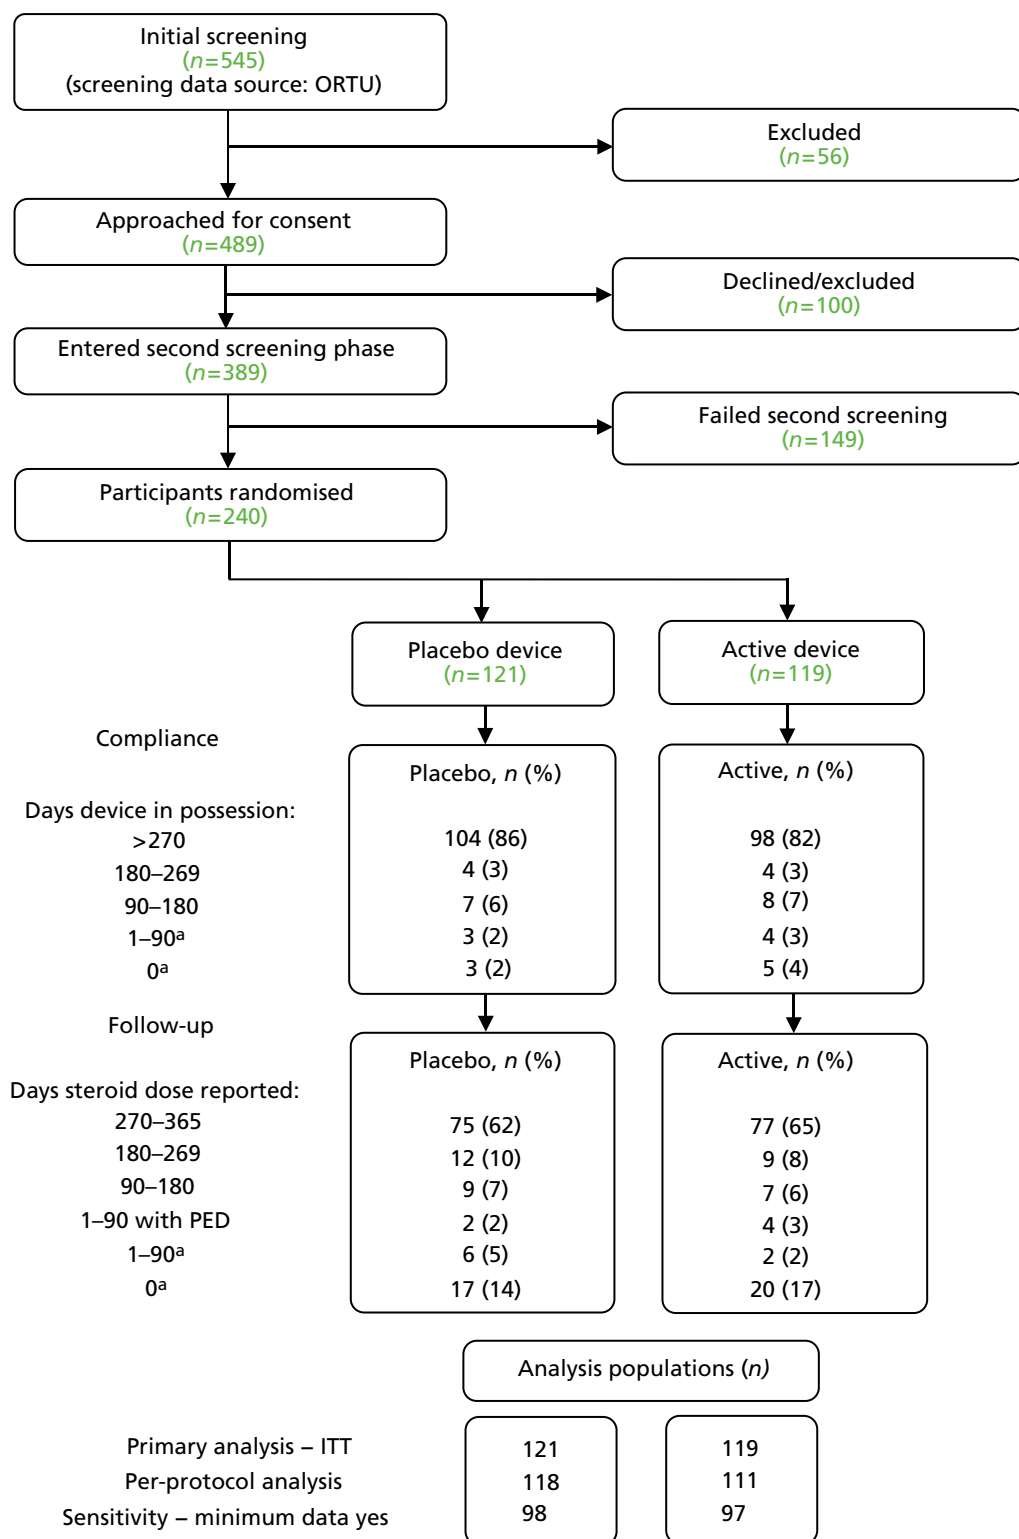 Initial screening
(n=545)
(screening data source: ORTU)
Excluded
(n=56)
Approached for consent
(n=489)
Declined/excluded
(n=100)
Entered second screening phase
(n=389)
Failed second screening
(n=149)
Participants randomised
(n=240)
Placebo device
(n=121)
Active device
(n=119)
Compliance
Placebo, n (%)
Active, n (%)
Days device in possession:
>270
104 (86)
98 (82)
180–269
4 (3)
4 (3)
90–180
7 (6)
8 (7)
1–90a
3 (2)
4 (3)
0a
3 (2)
5 (4)
Follow-up
Placebo, n (%)
Active, n (%)
Days steroid dose reported:
270–365
75 (62)
77 (65)
180–269
12 (10)
9 (8)
90–180
9 (7)
7 (6)
1–90 with PED
2 (2)
4 (3)
1–90a
6 (5)
2 (2)
0a
17 (14)
20 (17)
Analysis populations (n)
Primary analysis – ITT
121
119
Per-protocol analysis
118
111
Sensitivity – minimum data yes
98
97